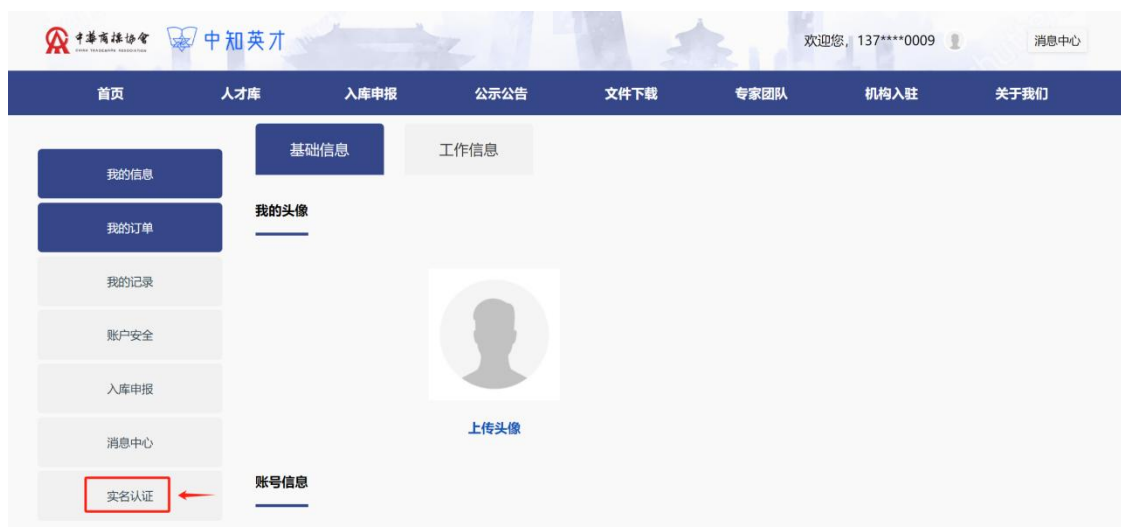 中華商標協會
CHINA TRADEMARK ASSOCIATION
中知英才
欢迎您, 137****0009
消息中心
首页 人才库 入库申报 公示公告 文件下载 专家团队 机构入驻 关于我们
基础信息 工作信息
我的信息
我的订单
我的记录
账户安全
入库申报
消息中心
实名认证
我的头像
上传头像
账号信息